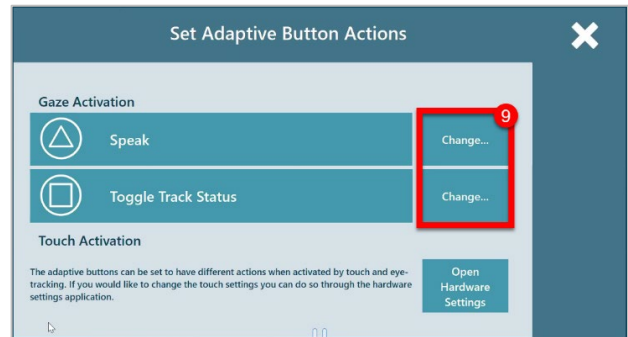 Set Adaptive Button Actions
Gaze Activation
9
Speak
Change...
Toggle Track Status
Change...
Touch Activation
The adaptive buttons can be set to have different actions when activated by touch and eye-
tracking. If you would like to change the touch settings you can do so through the hardware
settings application.
Open
Hardware
Settings